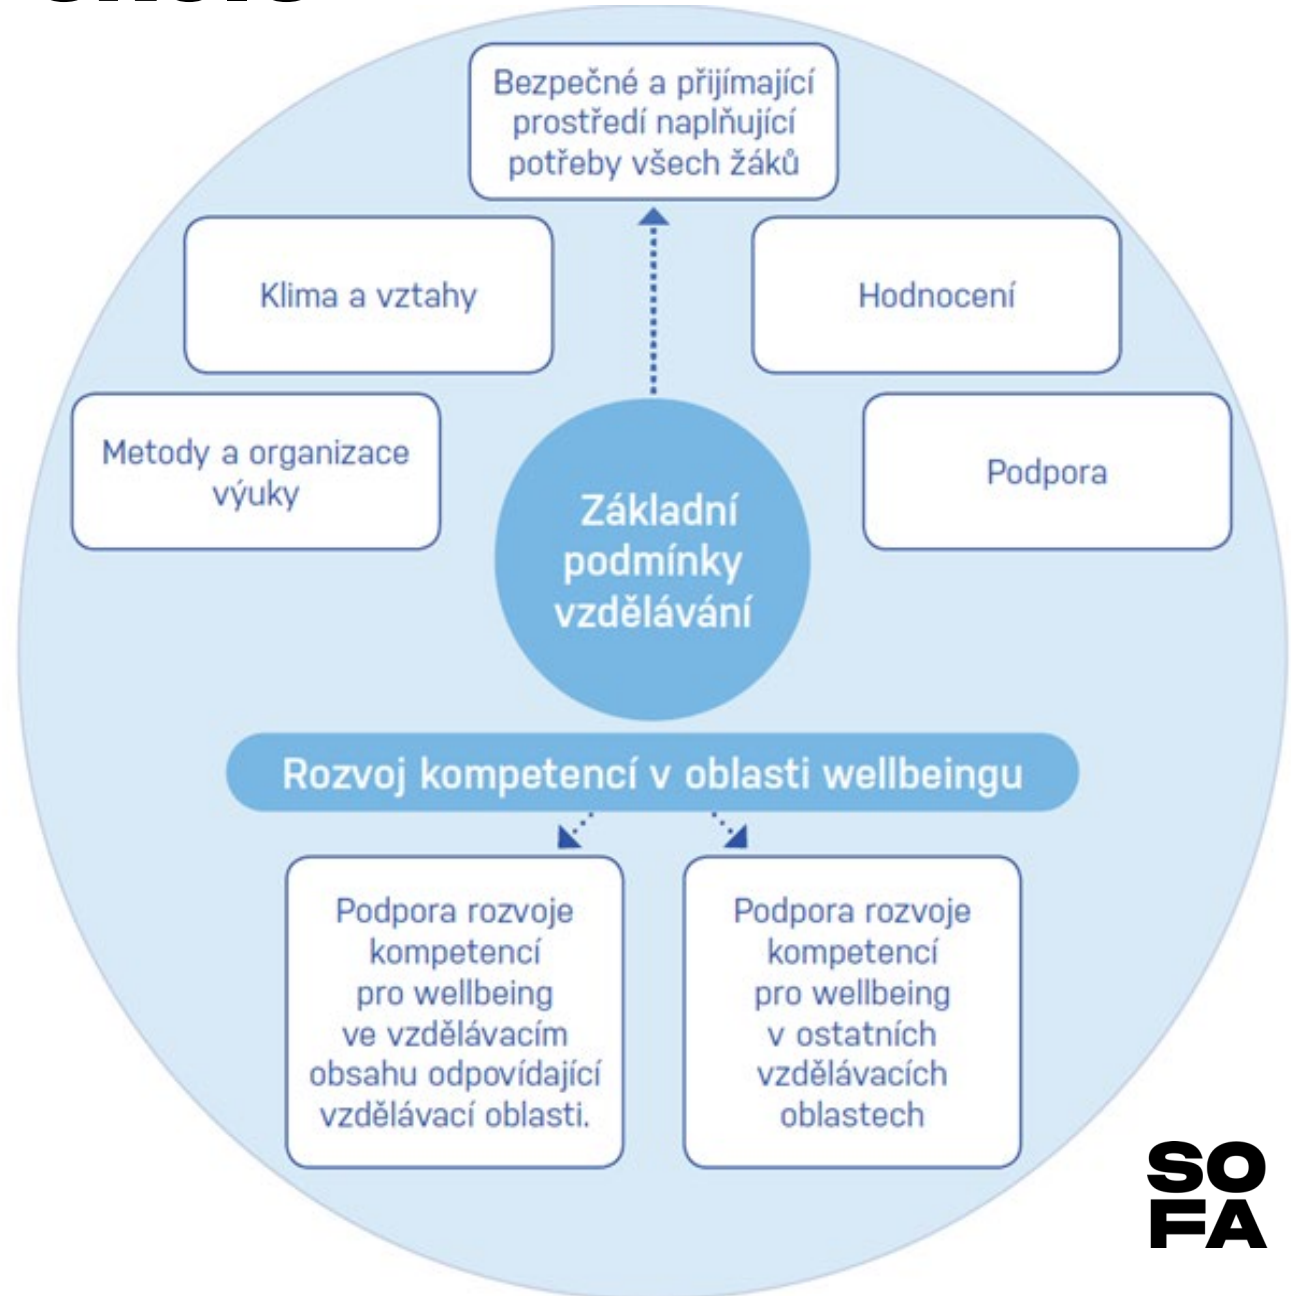 Bezpečné a přijímající
prostředí naplňující
potřeby všech žáků
Klima a vztahy
Hodnocení
Metody a organizace
výuky
Podpora
Základní
podmínky
vzdělávání
Rozvoj kompetencí v oblasti wellbeingu
Podpora rozvoje
kompetencí
pro wellbeing
ve vzdělávacím
obsahu odpovídající
vzdělávací oblasti.
Podpora rozvoje
kompetencí
pro wellbeing
v ostatních
vzdělávacích
oblastech
SO
FA